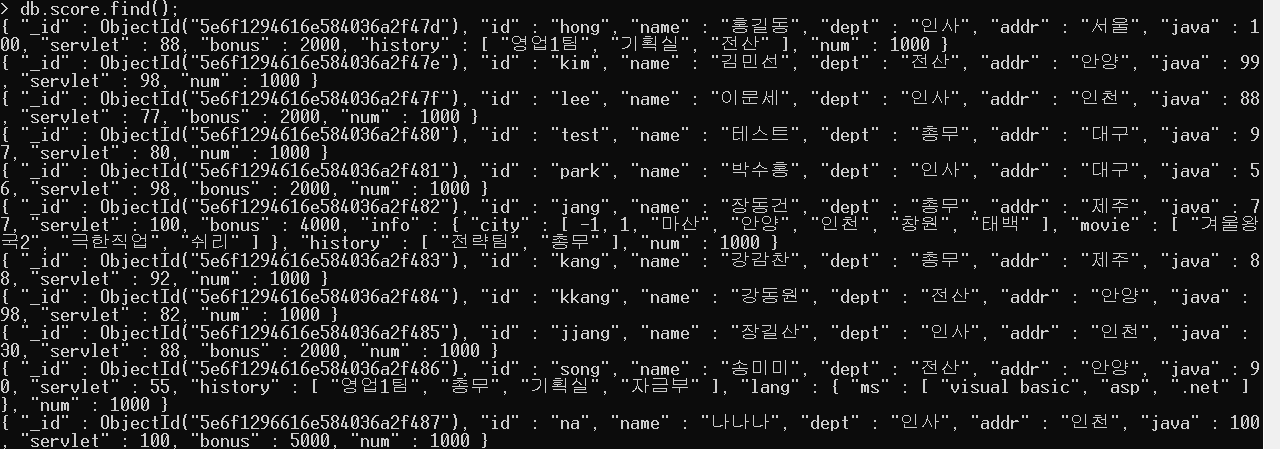 > db.score.find();
{ "_id" : ObjectId("5e6f1294616e584036a2f47d"), "id" : "hong", "name" : "홍길동", "dept" : "인사", "addr" : "서울", "java" : 1
00, "servlet" : 88, "bonus" : 2000, "history" : [ "영업1팀", "기획실", "전산" ], "num" : 1000 }
{ "_id" : ObjectId("5e6f1294616e584036a2f47e"), "id" : "kim", "name" : "김민선", "dept" : "전산", "addr" : "안양", "java" : 99
, "servlet" : 98, "num" : 1000 }
{ "_id" : ObjectId("5e6f1294616e584036a2f47f"), "id" : "lee", "name" : "이문세", "dept" : "인사", "addr" : "인천", "java" : 88
, "servlet" : 77, "bonus" : 2000, "num" : 1000 }
{ "_id" : ObjectId("5e6f1294616e584036a2f480"), "id" : "test", "name" : "테스트", "dept" : "총무", "addr" : "대구", "java" : 9
7, "servlet" : 80, "num" : 1000 }
{ "_id" : ObjectId("5e6f1294616e584036a2f481"), "id" : "park", "name" : "박수홍", "dept" : "인사", "addr" : "대구", "java" : 5
6, "servlet" : 98, "bonus" : 2000, "num" : 1000 }
{ "_id" : ObjectId("5e6f1294616e584036a2f482"), "id" : "jang", "name" : "장동건", "dept" : "총무", "addr" : "제주", "java" : 7
7, "servlet" : 100, "bonus" : 4000, "info" : { "city" : [ -1, 1, "마산", "안양", "인천", "창원", "태백" ], "movie" : [ "겨울왕
국2", "극한직업", "쉬리" ] }, "history" : [ "전략팀", "총무" ], "num" : 1000 }
{ "_id" : ObjectId("5e6f1294616e584036a2f483"), "id" : "kang", "name" : "강감찬", "dept" : "총무", "addr" : "제주", "java" : 8
8, "servlet" : 92, "num" : 1000 }
{ "_id" : ObjectId("5e6f1294616e584036a2f484"), "id" : "kkang", "name" : "강동원", "dept" : "전산", "addr" : "안양", "java" :
98, "servlet" : 82, "num" : 1000 }
{ "_id" : ObjectId("5e6f1294616e584036a2f485"), "id" : "jjang", "name" : "장길산", "dept" : "인사", "addr" : "인천", "java" :
30, "servlet" : 88, "bonus" : 2000, "num" : 1000 }
{ "_id" : ObjectId("5e6f1294616e584036a2f486"), "id" : "song", "name" : "송미미", "dept" : "전산", "addr" : "안양", "java" : 9
0, "servlet" : 55, "history" : [ "영업1팀", "총무", "기획실", "자금부" ], "lang" : { "ms" : [ "visual basic", "asp", ".net" ]
}, "num" : 1000 }
{ "_id" : ObjectId("5e6f1296616e584036a2f487"), "id" : "na", "name" : "나나나", "dept" : "인사", "addr" : "인천", "java" : 100
, "servlet" : 100, "bonus" : 5000, "num" : 1000 }